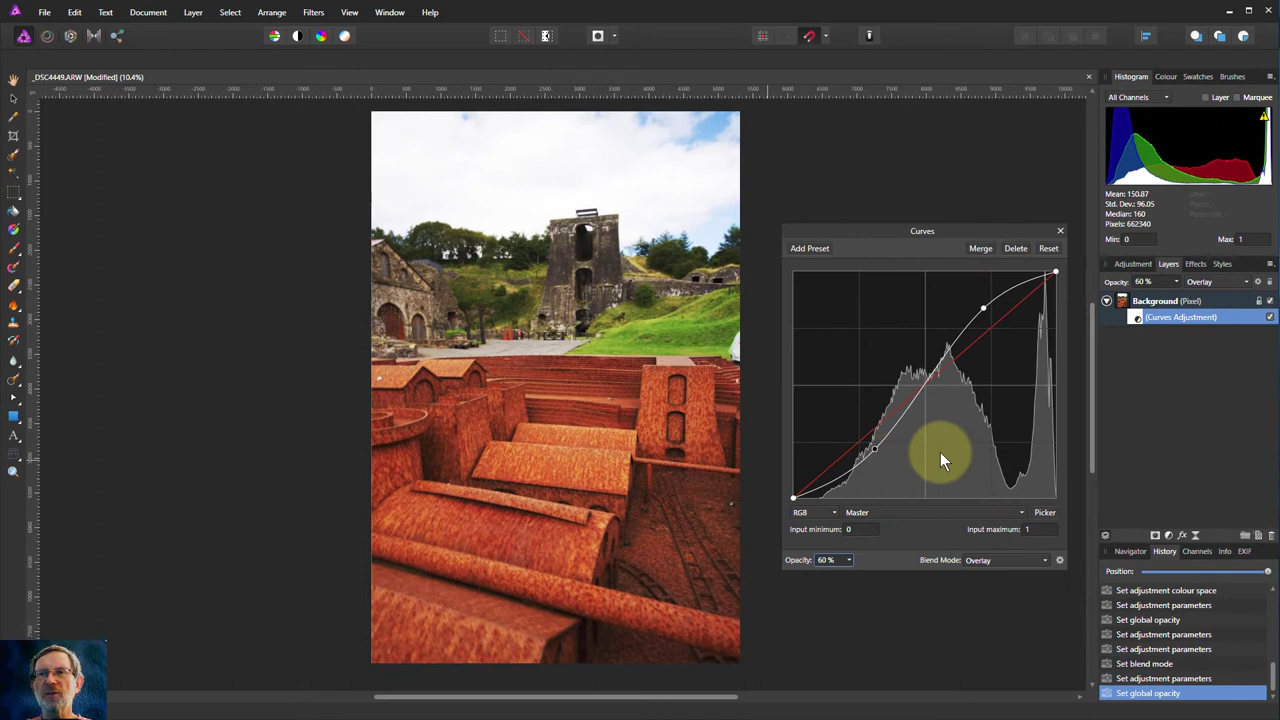 File Edit Text Document Layer Select Arrange Filters View Window Help
_DSC4449.ARW [Modified] (10.4%)
Histogram Colour Swatches Brushes
All Channels Layer Marquee
Mean: 150.87
Std. Dev.: 96.05
Median: 160
Pixels: 662340
Min: 0 Max: 1
Adjustment Layers Effects Styles
Opacity: 60 % Overlay
Background (Pixel)
(Curves Adjustment)
Curves
Add Preset Merge Delete Reset
RGB Master Picker
Input minimum: 0 Input maximum: 1
Opacity: 60 % Blend Mode: Overlay
Navigator History Channels Info EXIF
Position:
Set adjustment colour space
Set adjustment parameters
Set global opacity
Set adjustment parameters
Set adjustment parameters
Set blend mode
Set adjustment parameters
Set global opacity